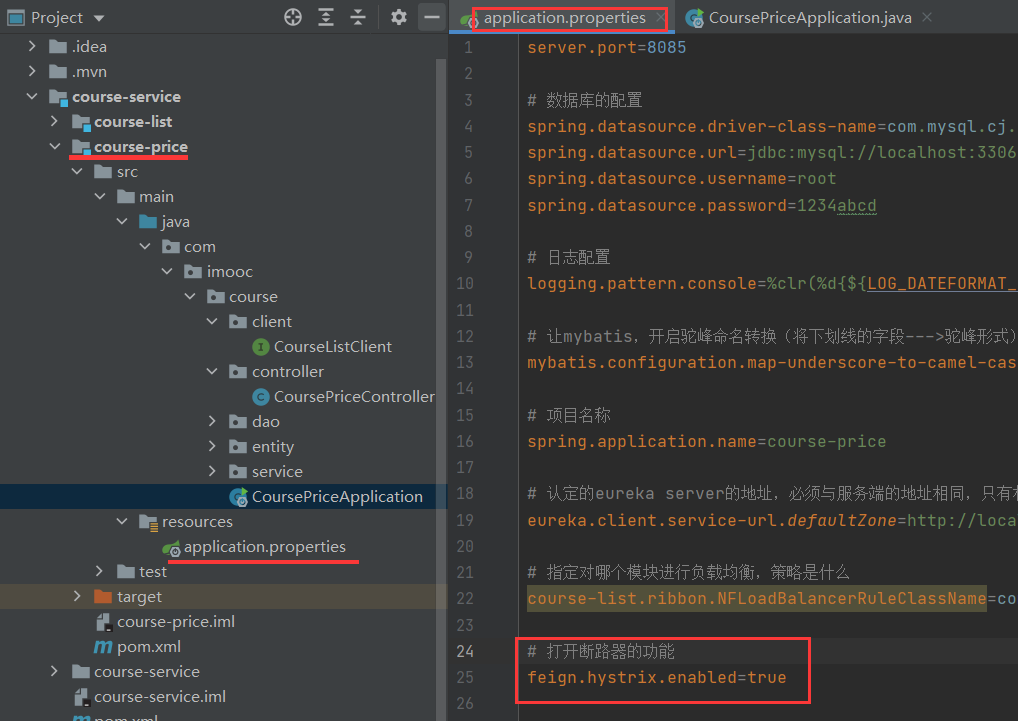 Project
.idea
.mvn
course-service
course-list
course-price
src
main
java
com
imooc
course
client
I CourseListClient
controller
C CoursePriceController
dao
entity
service
CoursePriceApplication
resources
application.properties
test
target
course-price.iml
m pom.xml
course-service
course-service.iml
m pom.xml
application.properties CoursePriceApplication.java
1 server.port=8085
2
3 # 数据库的配置
4 spring.datasource.driver-class-name=com.mysql.cj.
5 spring.datasource.url=jdbc:mysql://localhost:3306
6 spring.datasource.username=root
7 spring.datasource.password=1234abcd
8
9 # 日志配置
10 logging.pattern.console=%clr(%d{${LOG_DATEFORMAT_
11
12 # 让mybatis，开启驼峰命名转换（将下划线的字段--->驼峰形式）
13 mybatis.configuration.map-underscore-to-camel-cas
14
15 # 项目名称
16 spring.application.name=course-price
17
18 # 认定的eureka server的地址，必须与服务端的地址相同，只有
19 eureka.client.service-url.defaultZone=http://loca
20
21 # 指定对哪个模块进行负载均衡，策略是什么
22 course-list.ribbon.NFLoadBalancerRuleClassName=co
23
24 # 打开断路器的功能
25 feign.hystrix.enabled=true
26